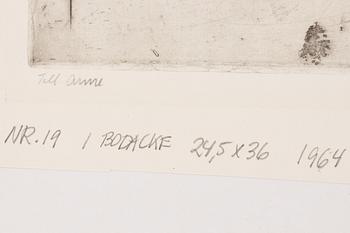 Till Anne
NR.19 I BODACKE 24,5 x 36 1964